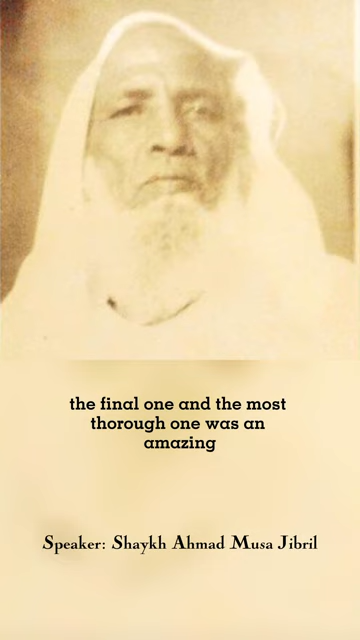 the final one and the most
thorough one was an
amazing
Speaker: Shaykh Ahmad Musa Jibril